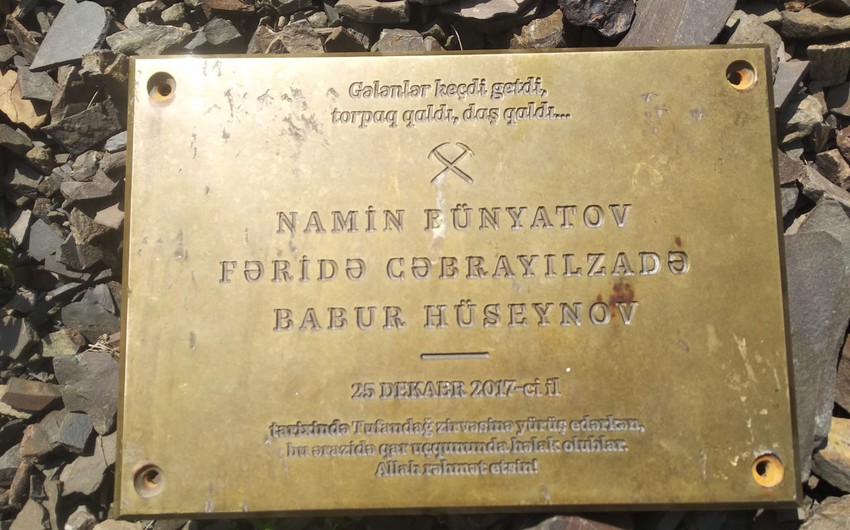 Gələnlər keçdi getdi,
torpaq qaldı, daş qaldı...
NAMİN BÜNYATOV
FƏRİDƏ CƏBRAYILZADƏ
BABUR HÜSEYNOV
25 DEKABR 2017-ci il
tarixində Tufandağ zirvəsinə yürüş edərkən,
bu ərazidə qar uçqununda həlak olublar.
Allah rəhmət etsin!